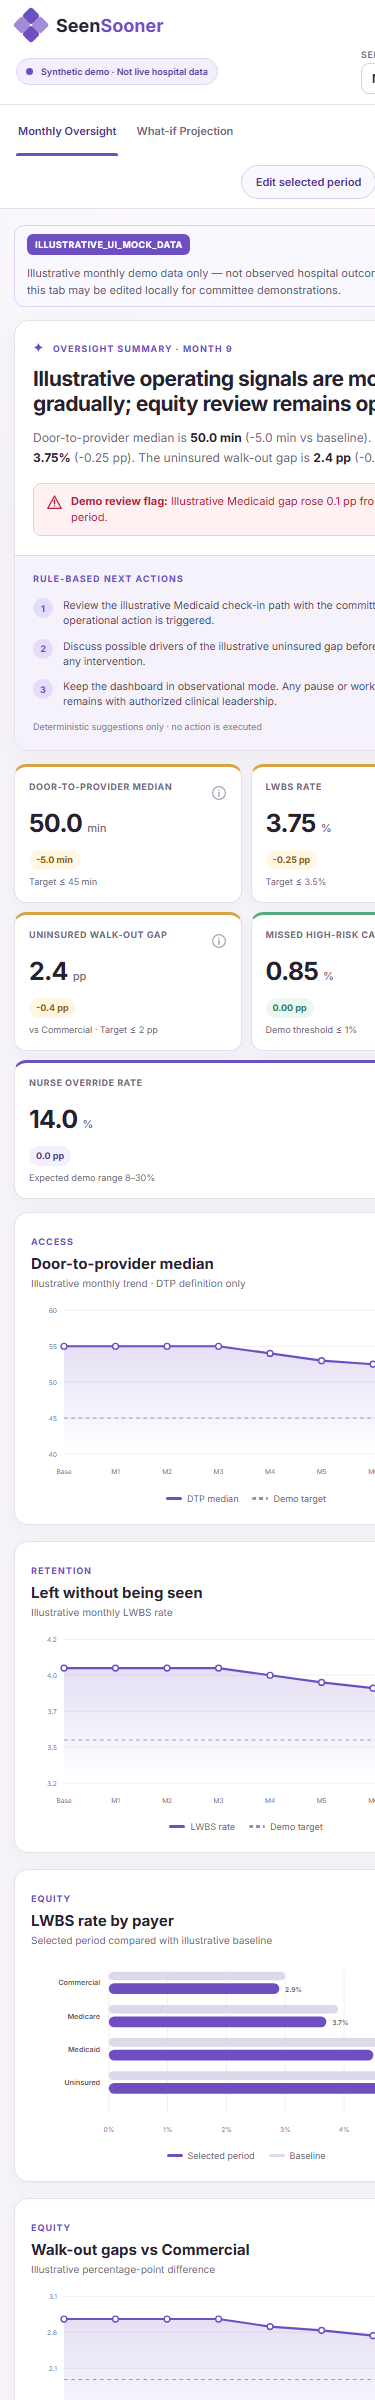 SeenSooner
Synthetic demo · Not live hospital data
Monthly Oversight
What-if Projection
Edit selected period
ILLUSTRATIVE_UI_MOCK_DATA
Illustrative monthly demo data only — not observed hospital
this tab may be edited locally for committee demonstrations.
OVERSIGHT SUMMARY · MONTH 9
Illustrative operating signals are
gradually; equity review remains
Door-to-provider median is 50.0 min (-5.0 min vs baseline).
3.75% (-0.25 pp). The uninsured walk-out gap is 2.4 pp
Demo review flag: Illustrative Medicaid gap rose 0.1 pp
period.
RULE-BASED NEXT ACTIONS
1
Review the illustrative Medicaid check-in path with the
operational action is triggered.
2
Discuss possible drivers of the illustrative uninsured gap
any intervention.
3
Keep the dashboard in observational mode. Any pause or
remains with authorized clinical leadership.
Deterministic suggestions only · no action is executed
DOOR-TO-PROVIDER MEDIAN
50.0 min
-5.0 min
Target ≤ 45 min
LWBS RATE
3.75 %
-0.25 pp
Target ≤ 3.5%
UNINSURED WALK-OUT GAP
2.4 pp
-0.4 pp
vs Commercial · Target ≤ 2 pp
MISSED HIGH-RISK
0.85 %
0.00 pp
Demo threshold ≤ 1%
NURSE OVERRIDE RATE
14.0 %
0.0 pp
Expected demo range 8–30%
ACCESS
Door-to-provider median
Illustrative monthly trend · DTP definition only
60
55
50
45
40
Base M1 M2 M3 M4 M5
DTP median Demo target
RETENTION
Left without being seen
Illustrative monthly LWBS rate
4.2
4.0
3.7
3.5
3.2
Base M1 M2 M3 M4 M5
LWBS rate Demo target
EQUITY
LWBS rate by payer
Selected period compared with illustrative baseline
Commercial 2.9%
Medicare 3.7%
Medicaid
Uninsured
0% 1% 2% 3% 4%
Selected period Baseline
EQUITY
Walk-out gaps vs Commercial
Illustrative percentage-point differential
3.1
2.6
2.1